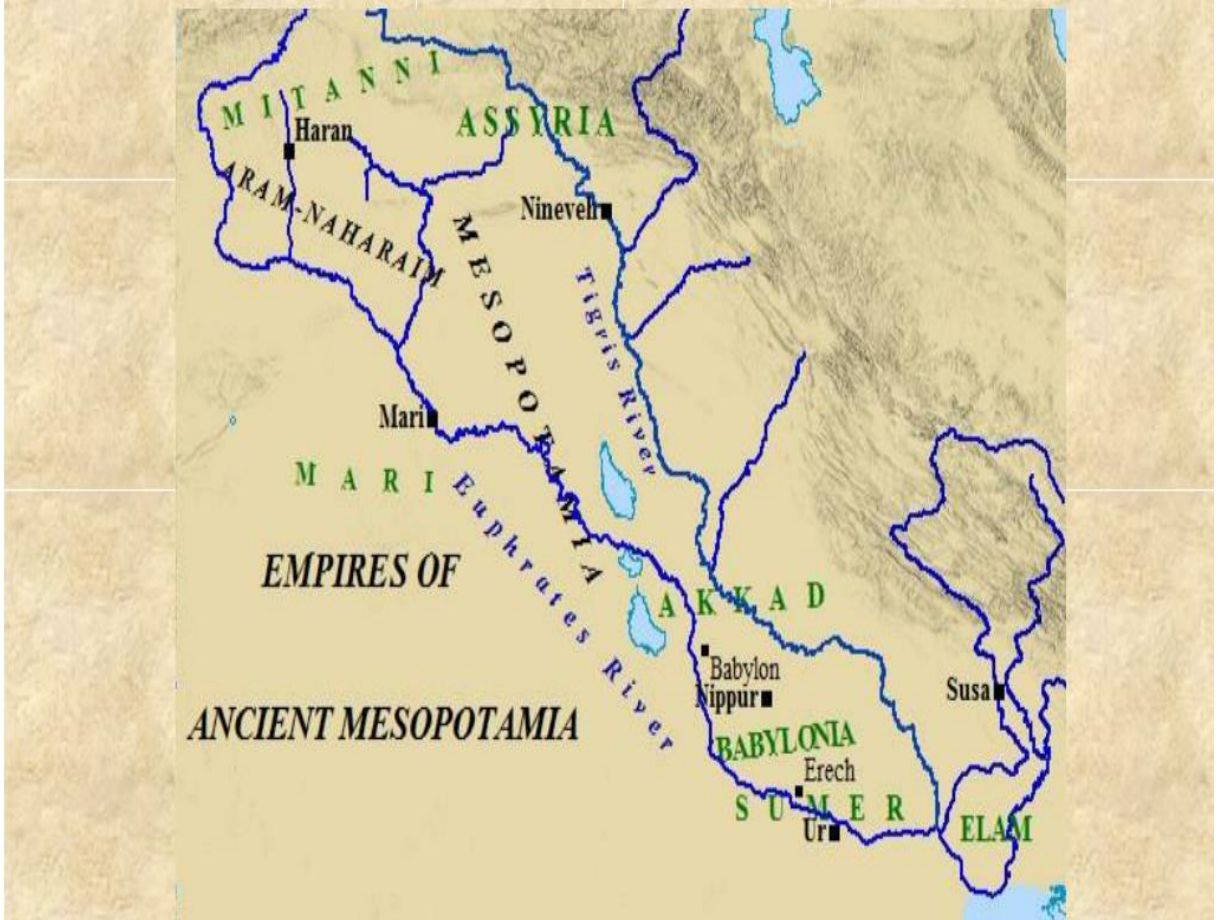 MITANNI
ASSYRIA
Haran
ARAM-NAHARAIM
Nineveh
MESOPOTAMIA
Tigris River
Mari
MARI
Euphrates River
EMPIRES OF
AKKAD
Babylon
Nippur
Susa
ANCIENT MESOPOTAMIA
BABYLONIA
Erech
SUMER
Ur
ELAM